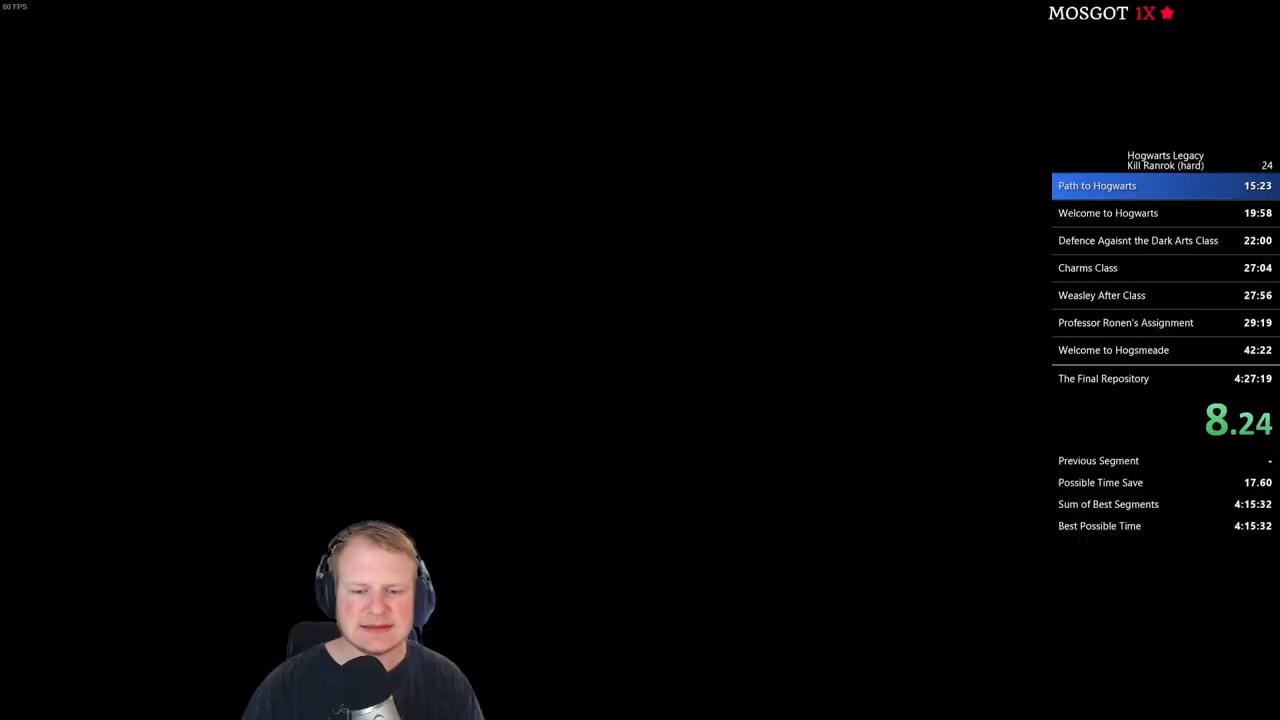 60 FPS
MOSGOT 1X
Hogwarts Legacy
Kill Ranrok (hard) 24
Path to Hogwarts 15:23
Welcome to Hogwarts 19:58
Defence Agaisnt the Dark Arts Class 22:00
Charms Class 27:04
Weasley After Class 27:56
Professor Ronen's Assignment 29:19
Welcome to Hogsmeade 42:22
The Final Repository 4:27:19
8.24
Previous Segment -
Possible Time Save 17.60
Sum of Best Segments 4:15:32
Best Possible Time 4:15:32